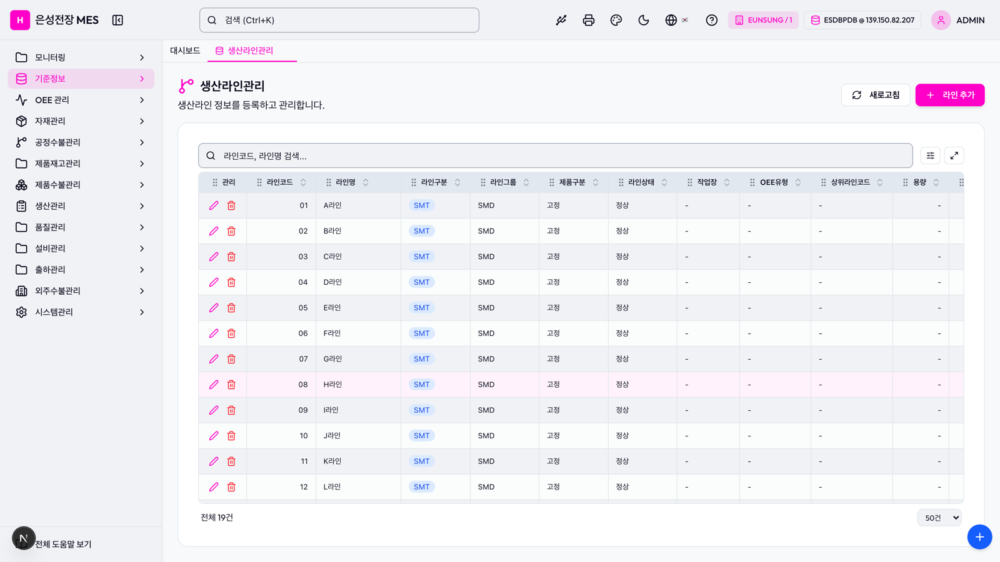 H 은성전장 MES
검색 (Ctrl+K)
EUNSUNG / 1
ESDBPDB @ 139.150.82.207
ADMIN
모니터링
기준정보
OEE 관리
자재관리
공정수불관리
제품재고관리
제품수불관리
생산관리
품질관리
설비관리
출하관리
외주수불관리
시스템관리
N 전체 도움말 보기
대시보드 생산라인관리
생산라인관리
생산라인 정보를 등록하고 관리합니다.
새로고침 라인 추가
라인코드, 라인명 검색...
관리 라인코드 라인명 라인구분 라인그룹 제품구분 라인상태 작업장 OEE유형 상위라인코드 용량
01 A라인 SMT SMD 고정 정상 - - - -
02 B라인 SMT SMD 고정 정상 - - - -
03 C라인 SMT SMD 고정 정상 - - - -
04 D라인 SMT SMD 고정 정상 - - - -
05 E라인 SMT SMD 고정 정상 - - - -
06 F라인 SMT SMD 고정 정상 - - - -
07 G라인 SMT SMD 고정 정상 - - - -
08 H라인 SMT SMD 고정 정상 - - - -
09 I라인 SMT SMD 고정 정상 - - - -
10 J라인 SMT SMD 고정 정상 - - - -
11 K라인 SMT SMD 고정 정상 - - - -
12 L라인 SMT SMD 고정 정상 - - - -
전체 19건
50건